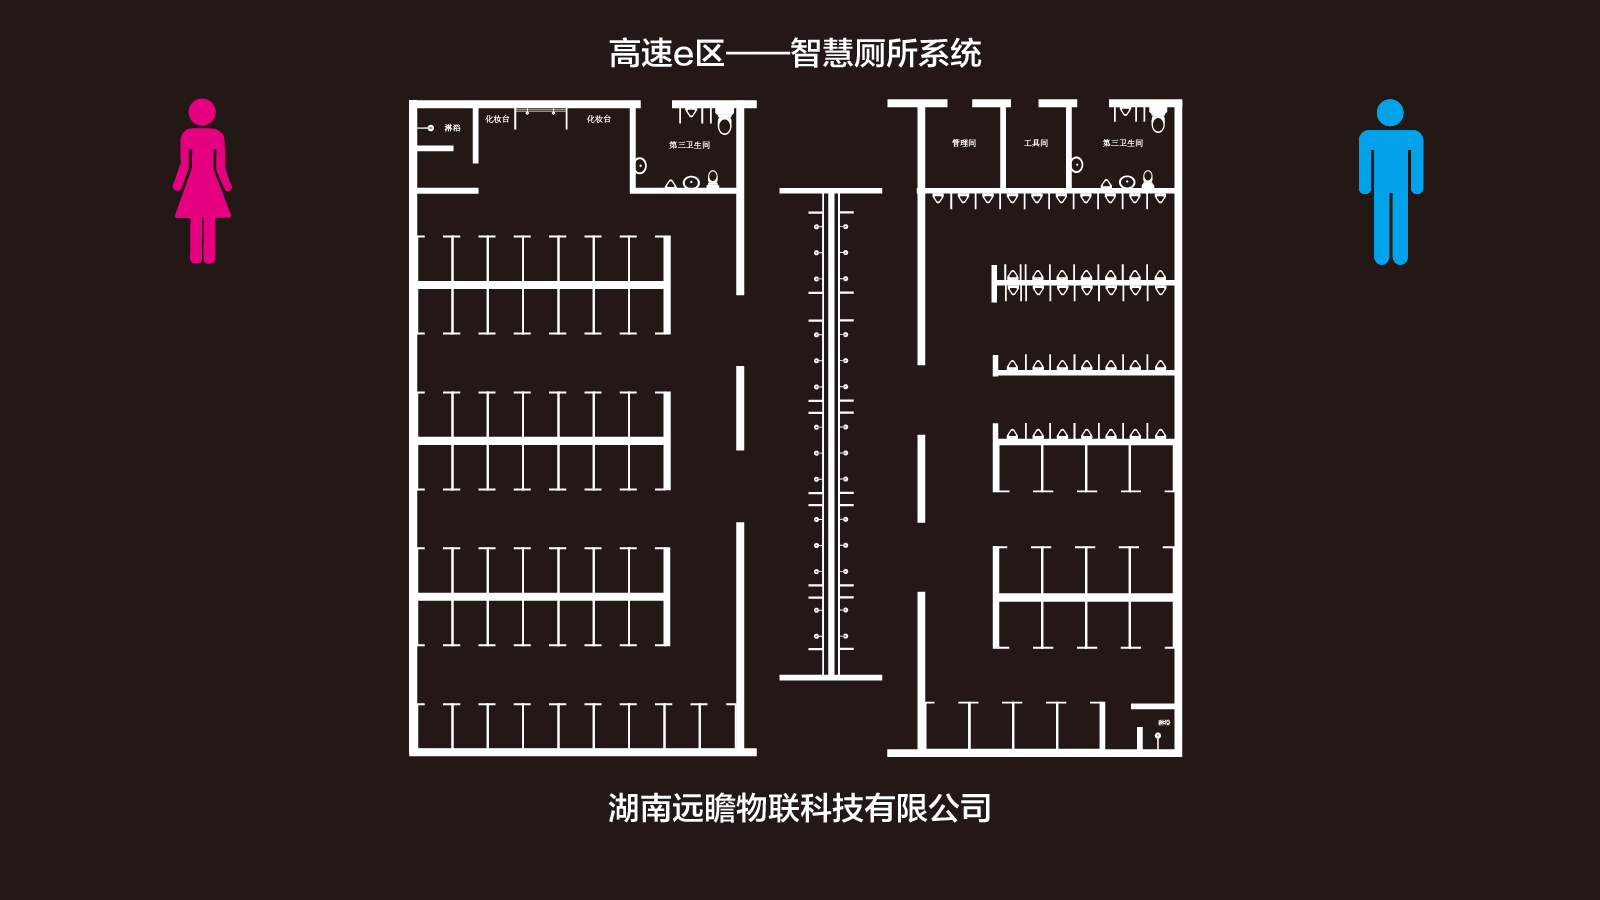 高速e区——智慧厕所系统
淋浴
化妆台
化妆台
第三卫生间
管理间
工具间
第三卫生间
淋浴
湖南远瞻物联科技有限公司